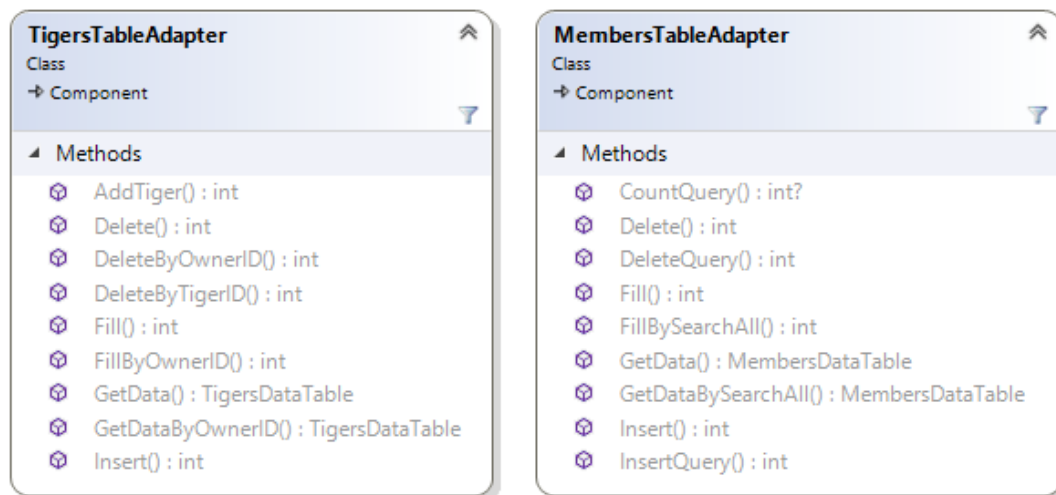 TigersTableAdapter
Class
Component
Methods
AddTiger() : int
Delete() : int
DeleteByOwnerID() : int
DeleteByTigerID() : int
Fill() : int
FillByOwnerID() : int
GetData() : TigersDataTable
GetDataByOwnerID() : TigersDataTable
Insert() : int
MembersTableAdapter
Class
Component
Methods
CountQuery() : int?
Delete() : int
DeleteQuery() : int
Fill() : int
FillBySearchAll() : int
GetData() : MembersDataTable
GetDataBySearchAll() : MembersDataTable
Insert() : int
InsertQuery() : int